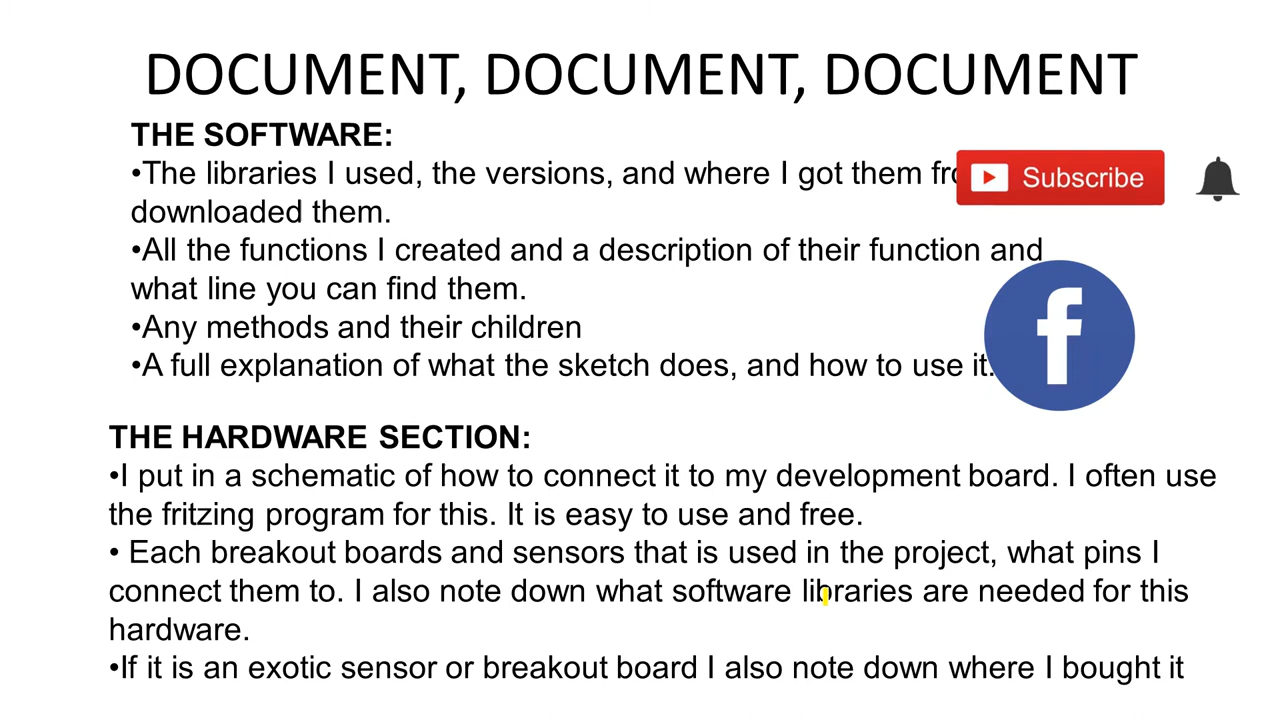 DOCUMENT, DOCUMENT, DOCUMENT
THE SOFTWARE:
•The libraries I used, the versions, and where I got them
Subscribe
downloaded them.
•All the functions I created and a description of their function and
what line you can find them.
f
•Any methods and their children
•A full explanation of what the sketch does, and how to use it.
THE HARDWARE SECTION:
•I put in a schematic of how to connect it to my development board. I often use
the fritzing program for this. It is easy to use and free.
• Each breakout boards and sensors that is used in the project, what pins I
connect them to. I also note down what software libraries are needed for this
hardware.
•If it is an exotic sensor or breakout board I also note down where I bought it